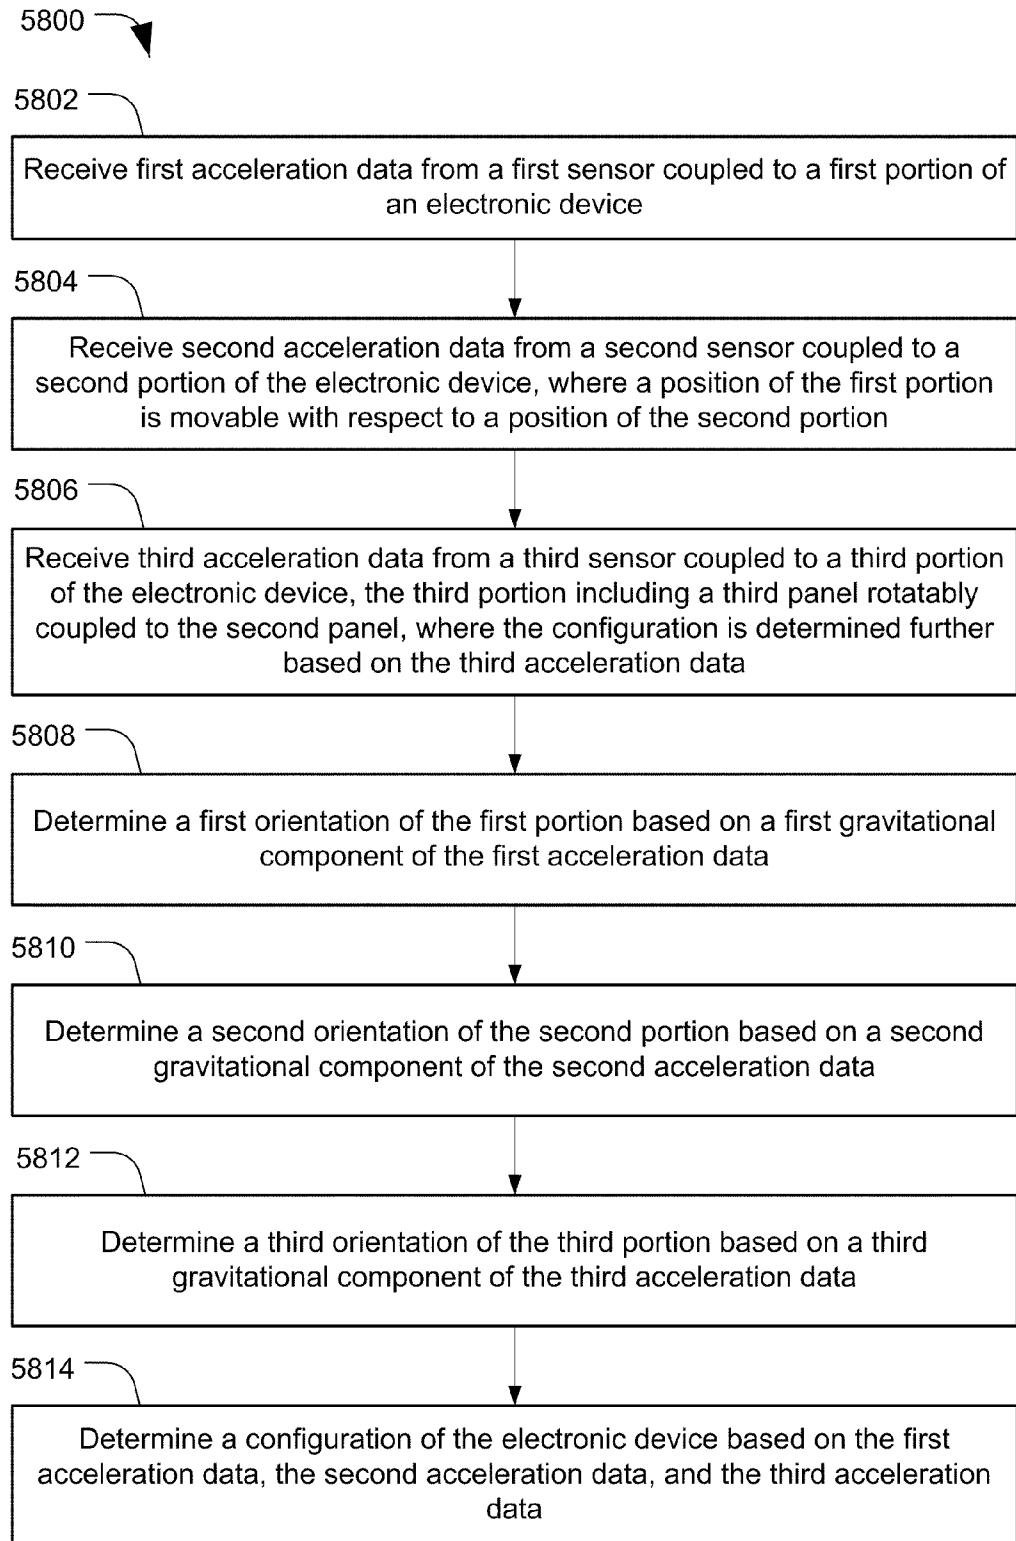 5800
5802
Receive first acceleration data from a first sensor coupled to a first portion of
an electronic device
5804
Receive second acceleration data from a second sensor coupled to a
second portion of the electronic device, where a position of the first portion
is movable with respect to a position of the second portion
5806
Receive third acceleration data from a third sensor coupled to a third portion
of the electronic device, the third portion including a third panel rotatably
coupled to the second panel, where the configuration is determined further
based on the third acceleration data
5808
Determine a first orientation of the first portion based on a first gravitational
component of the first acceleration data
5810
Determine a second orientation of the second portion based on a second
gravitational component of the second acceleration data
5812
Determine a third orientation of the third portion based on a third
gravitational component of the third acceleration data
5814
Determine a configuration of the electronic device based on the first
acceleration data, the second acceleration data, and the third acceleration
data